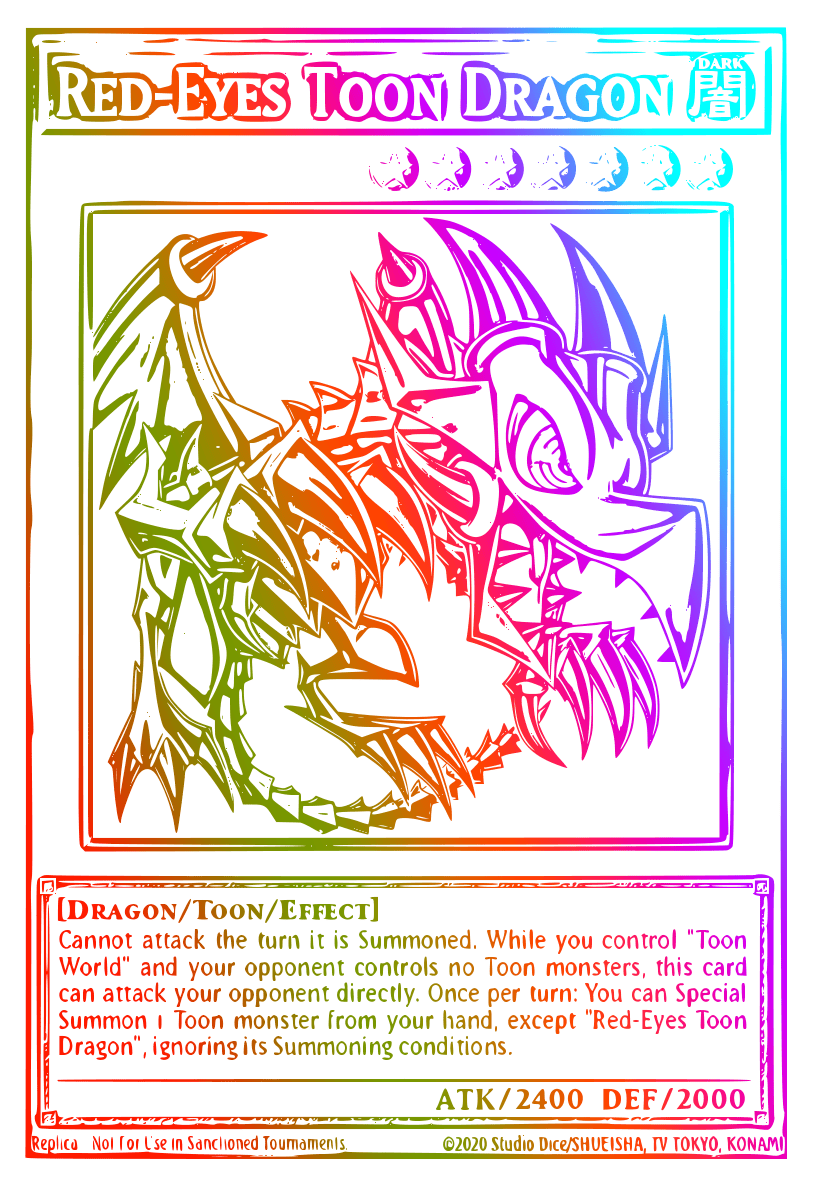 Red-Eyes Toon Dragon
DARK
闇
[Dragon/Toon/Effect]
Cannot attack the turn it is Summoned. While you control "Toon
World" and your opponent controls no Toon monsters, this card
can attack your opponent directly. Once per turn: You can Special
Summon 1 Toon monster from your hand, except "Red-Eyes Toon
Dragon", ignoring its Summoning conditions.
ATK/2400 DEF/2000
Replica Not For Use in Sanctioned Tournaments.
©2020 Studio Dice/SHUEISHA, TV TOKYO, KONAMI